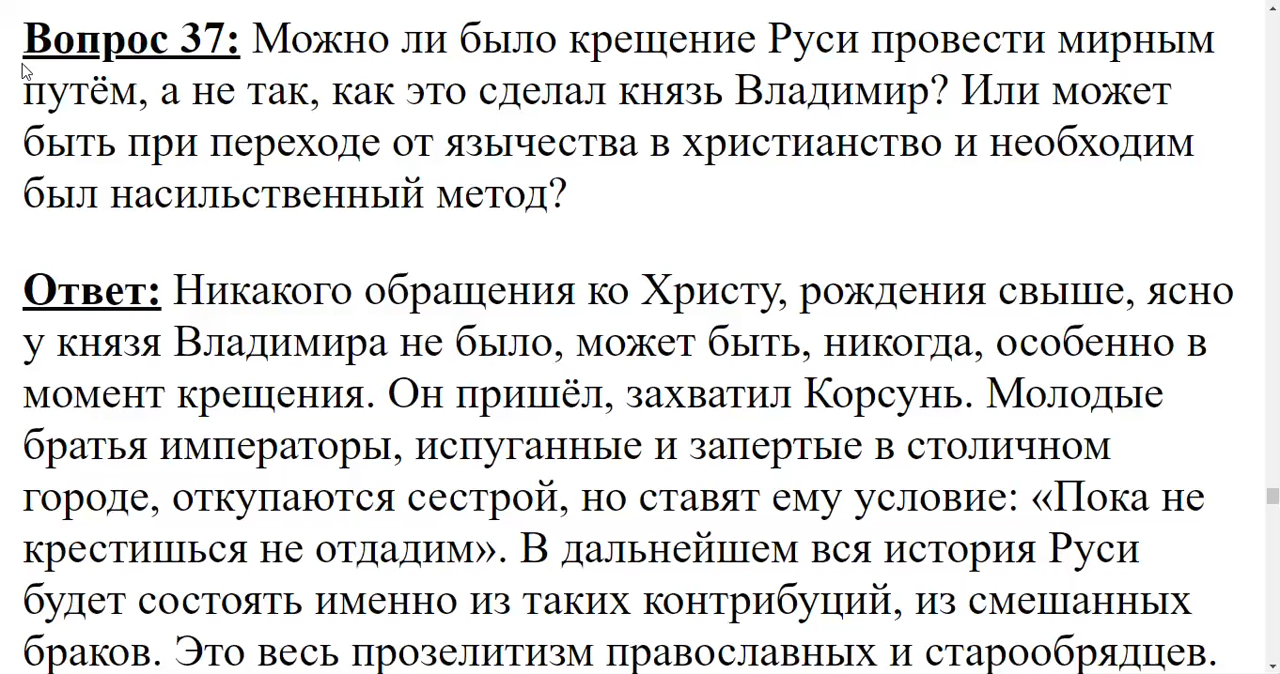 Вопрос 37: Можно ли было крещение Руси провести мирным
путём, а не так, как это сделал князь Владимир? Или может
быть при переходе от язычества в христианство и необходим
был насильственный метод?
Ответ: Никакого обращения ко Христу, рождения свыше, ясно
у князя Владимира не было, может быть, никогда, особенно в
момент крещения. Он пришёл, захватил Корсунь. Молодые
братья императоры, испуганные и запертые в столичном
городе, откупаются сестрой, но ставят ему условие: «Пока не
крестишься не отдадим». В дальнейшем вся история Руси
будет состоять именно из таких контрибуций, из смешанных
браков. Это весь прозелитизм православных и старообрядцев.